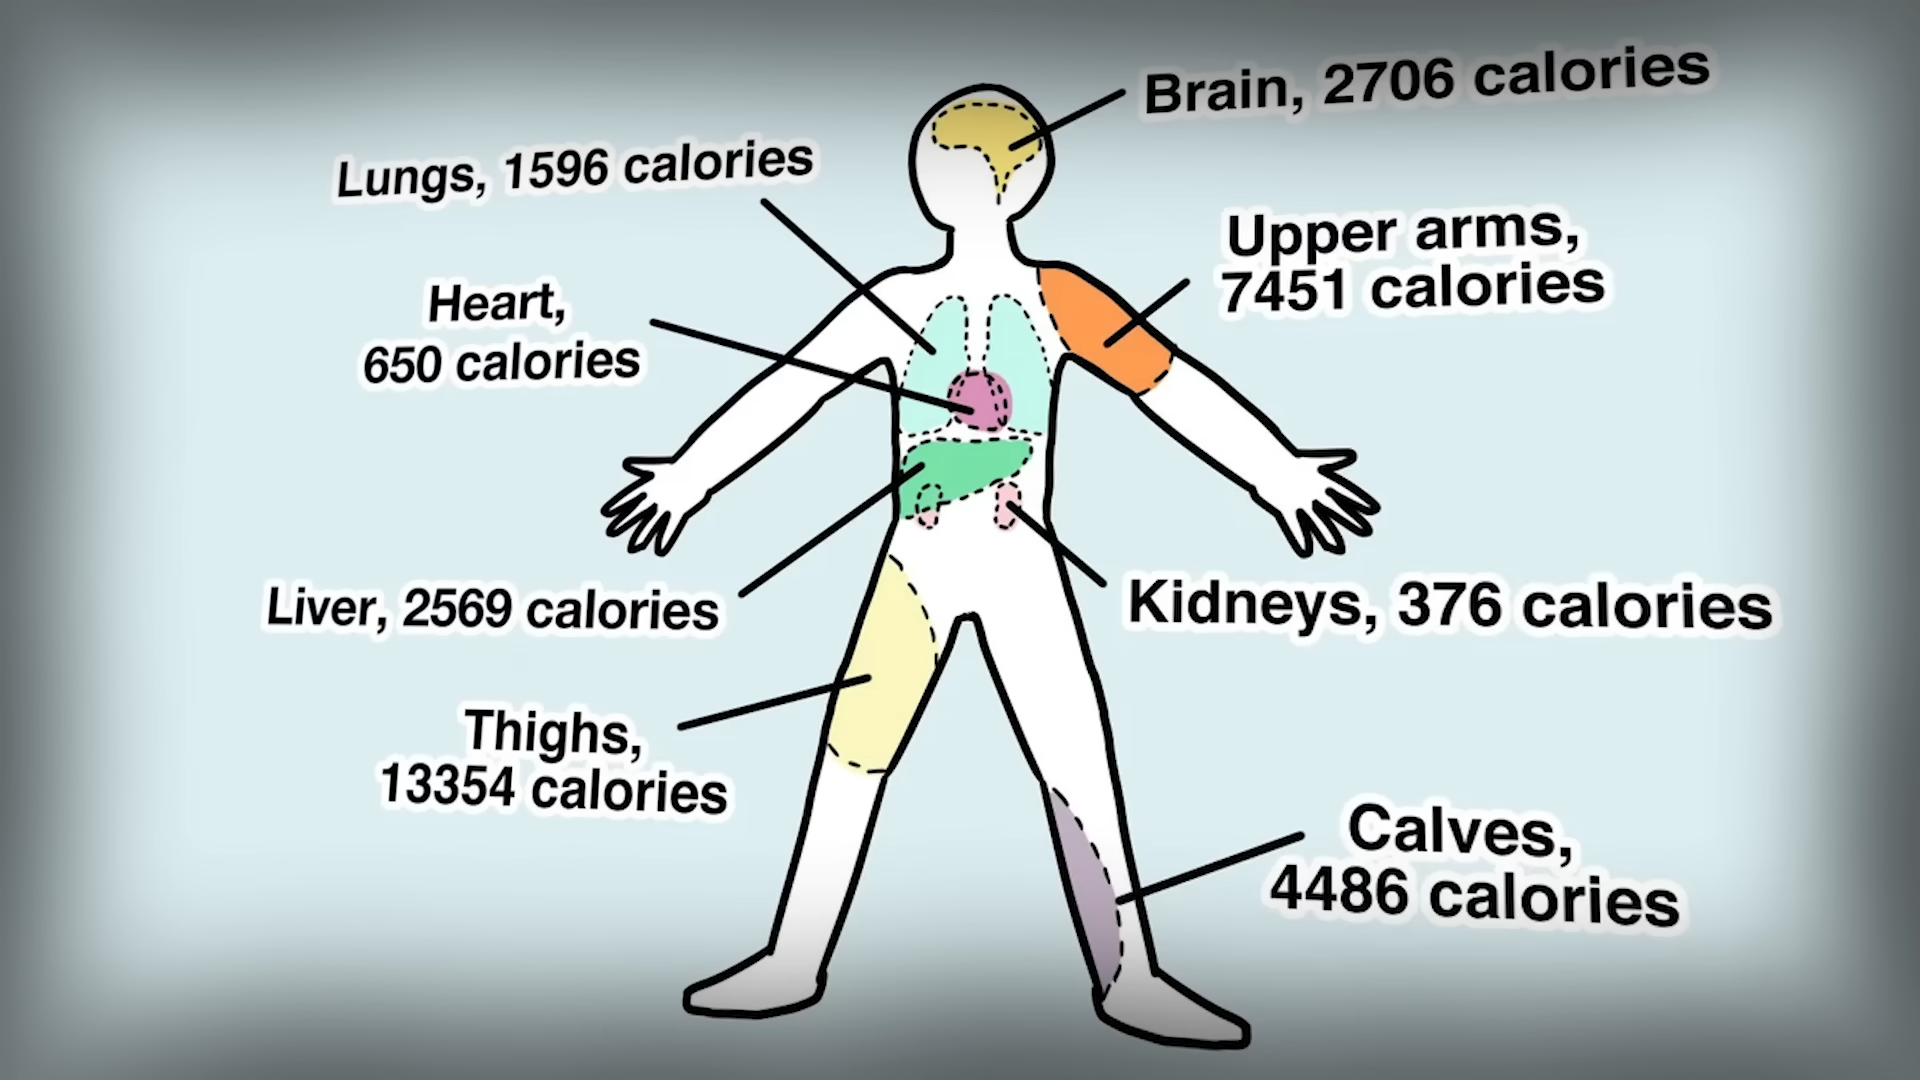 Brain, 2706 calories
Lungs, 1596 calories
Upper arms,
7451 calories
Heart,
650 calories
Liver, 2569 calories
Kidneys, 376 calories
Thighs,
13354 calories
Calves,
4486 calories